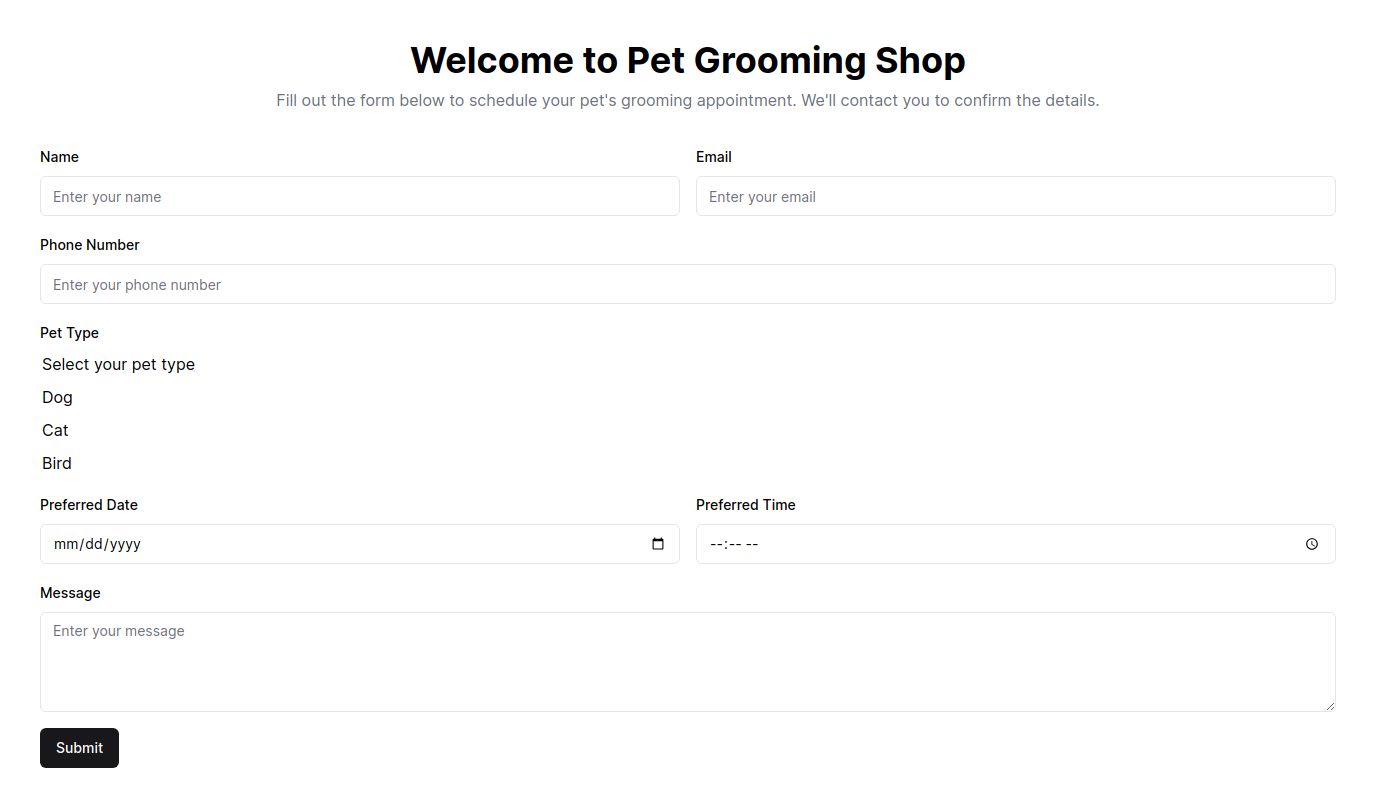 Welcome to Pet Grooming Shop
Fill out the form below to schedule your pet's grooming appointment. We'll contact you to confirm the details.
Name
Email
Enter your name
Enter your email
Phone Number
Enter your phone number
Pet Type
Select your pet type
Dog
Cat
Bird
Preferred Date
Preferred Time
mm/dd/yyyy
--:-- --
Message
Enter your message
Submit